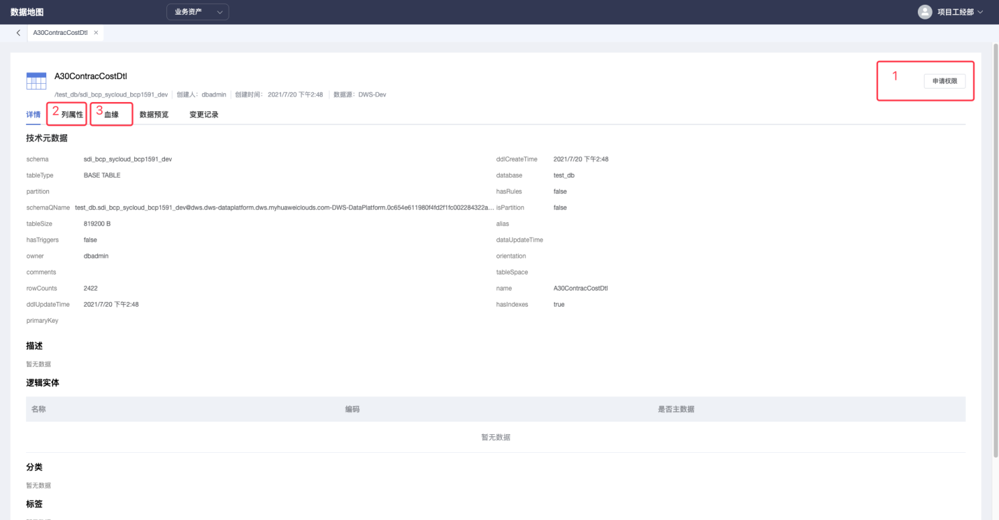 数据地图 业务资产 项目工经部
A30ContracCostDtl ×
A30ContracCostDtl 1 申请权限
/test_db/sdi_bcp_sycloud_bcp1591_dev 创建人: dbadmin 创建时间: 2021/7/20 下午2:48 数据源: DWS-Dev
详情 2 列属性 3 血缘 数据预览 变更记录
技术元数据
schema sdi_bcp_sycloud_bcp1591_dev ddlCreateTime 2021/7/20 下午2:48
tableType BASE TABLE database test_db
partition hasRules false
schemaQName test_db.sdi_bcp_sycloud_bcp1591_dev@dws.dws-dataplatform.dws.myhuaweiclouds.com-DWS-DataPlatform.0c654e611980f4fd2f1fc002284322a... isPartition false
tableSize 819200 B alias
hasTriggers false dataUpdateTime
owner dbadmin orientation
comments tableSpace
rowCounts 2422 name A30ContracCostDtl
ddlUpdateTime 2021/7/20 下午2:48 hasIndexes true
primaryKey
描述
暂无数据
逻辑实体
名称 编码 是否主数据
暂无数据
分类
暂无数据
标签